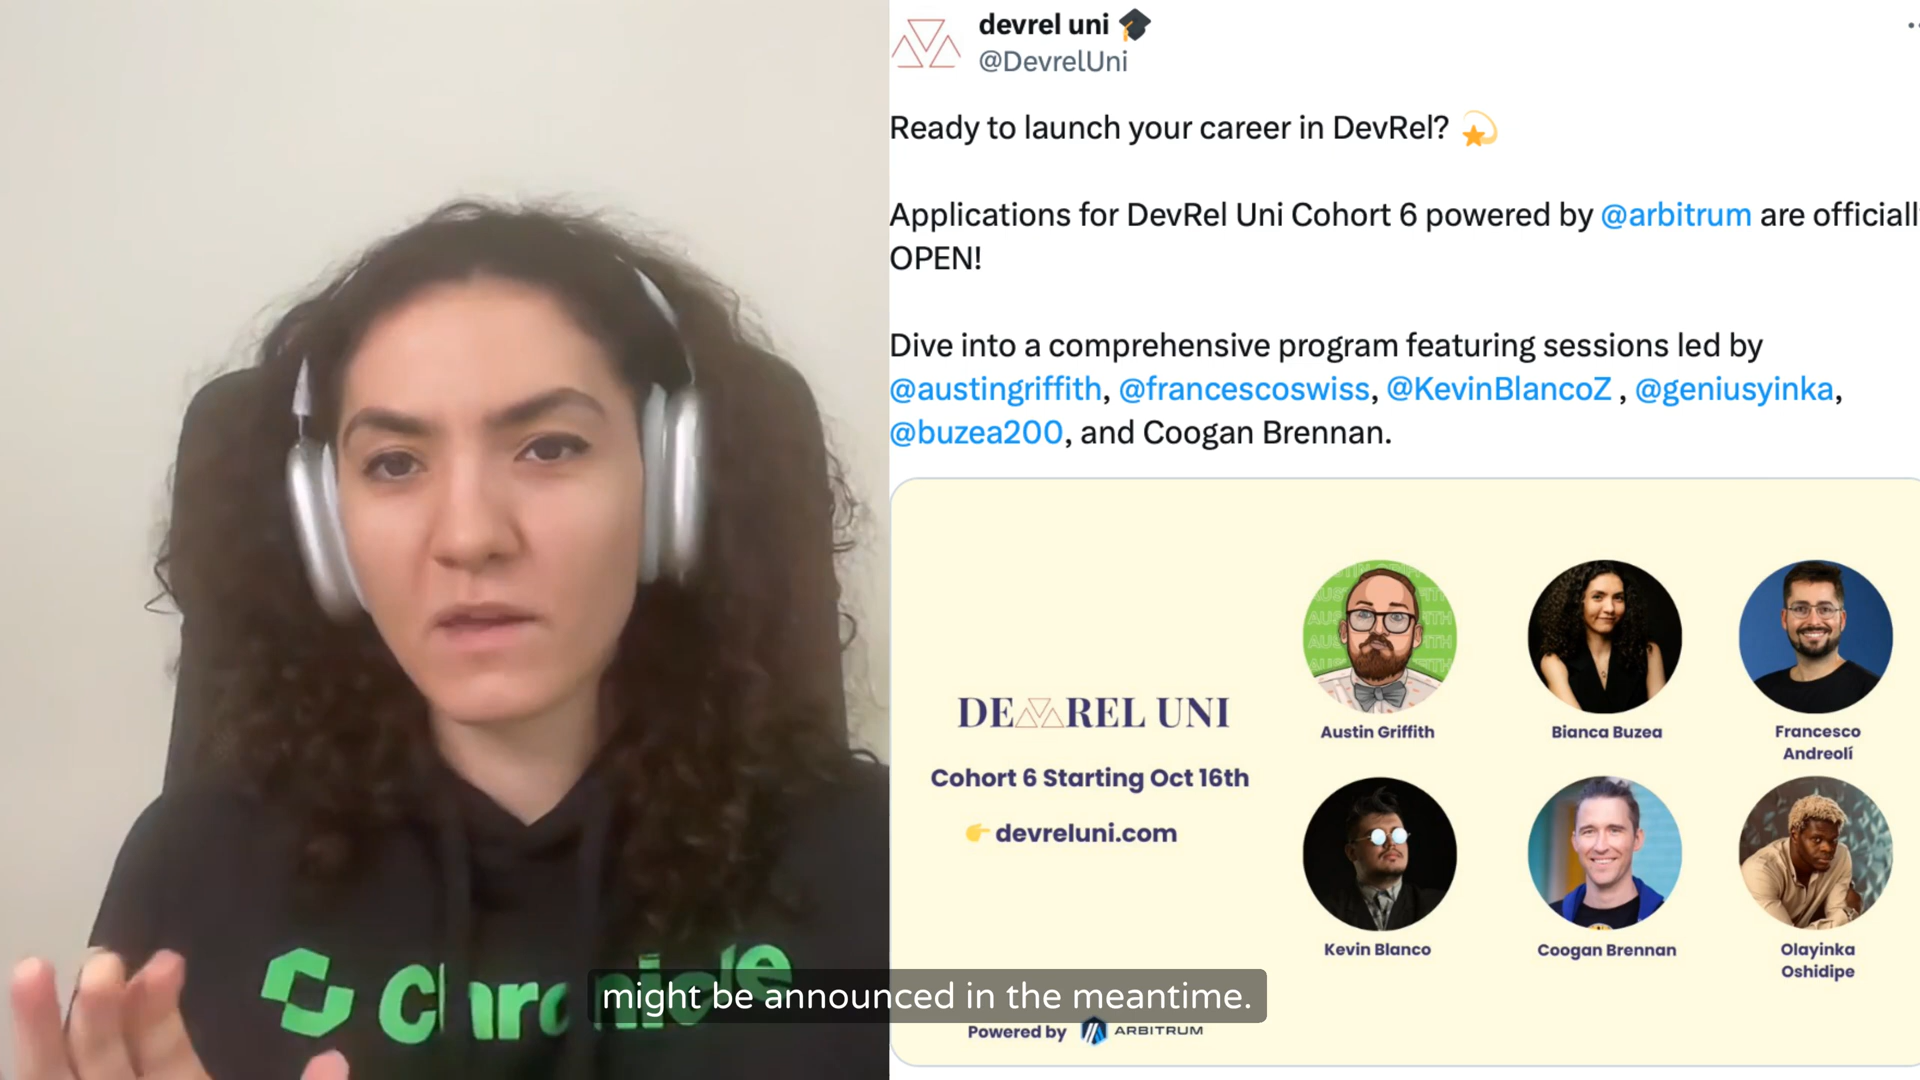 devrel uni 🎓
@DevrelUni
Ready to launch your career in DevRel? 💫
Applications for DevRel Uni Cohort 6 powered by @arbitrum are officiall
OPEN!
Dive into a comprehensive program featuring sessions led by
@austingriffith, @francescoswiss, @KevinBlancoZ , @geniusyinka,
@buzea200, and Coogan Brennan.
DEVREL UNI
Cohort 6 Starting Oct 16th
👉 devreluni.com
Powered by ARBITRUM
Austin Griffith
Bianca Buzea
Francesco
Andreolí
Kevin Blanco
Coogan Brennan
Olayinka
Oshidipe
Chronicle
might be announced in the meantime.